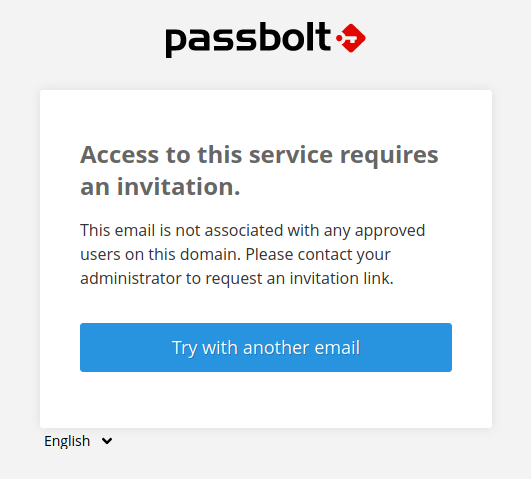 passbolt
Access to this service requires
an invitation.
This email is not associated with any approved
users on this domain. Please contact your
administrator to request an invitation link.
Try with another email
English